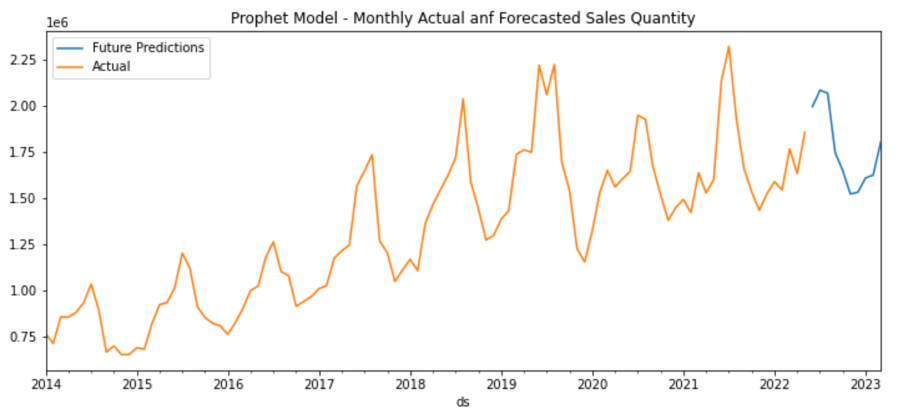 Prophet Model - Monthly Actual anf Forecasted Sales Quantity
1e6
Future Predictions
Actual
2.25
2.00
1.75
1.50
1.25
1.00
0.75
2014 2015 2016 2017 2018 2019 2020 2021 2022 2023
ds